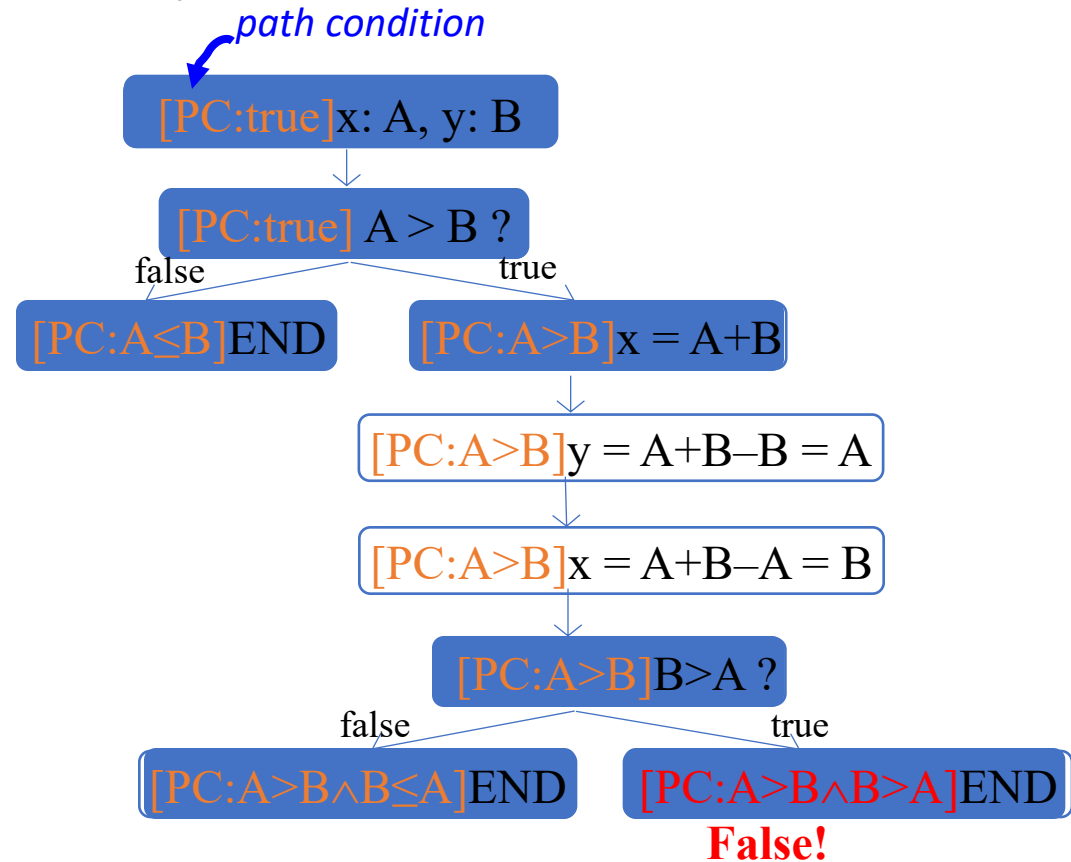 path condition
[PC:true]x: A, y: B
[PC:true] A > B ?
false
true
[PC:A≤B]END
[PC:A>B]x = A+B
[PC:A>B]y = A+B–B = A
[PC:A>B]x = A+B–A = B
[PC:A>B]B>A ?
false
true
[PC:A>B∧B≤A]END
[PC:A>B∧B>A]END
False!